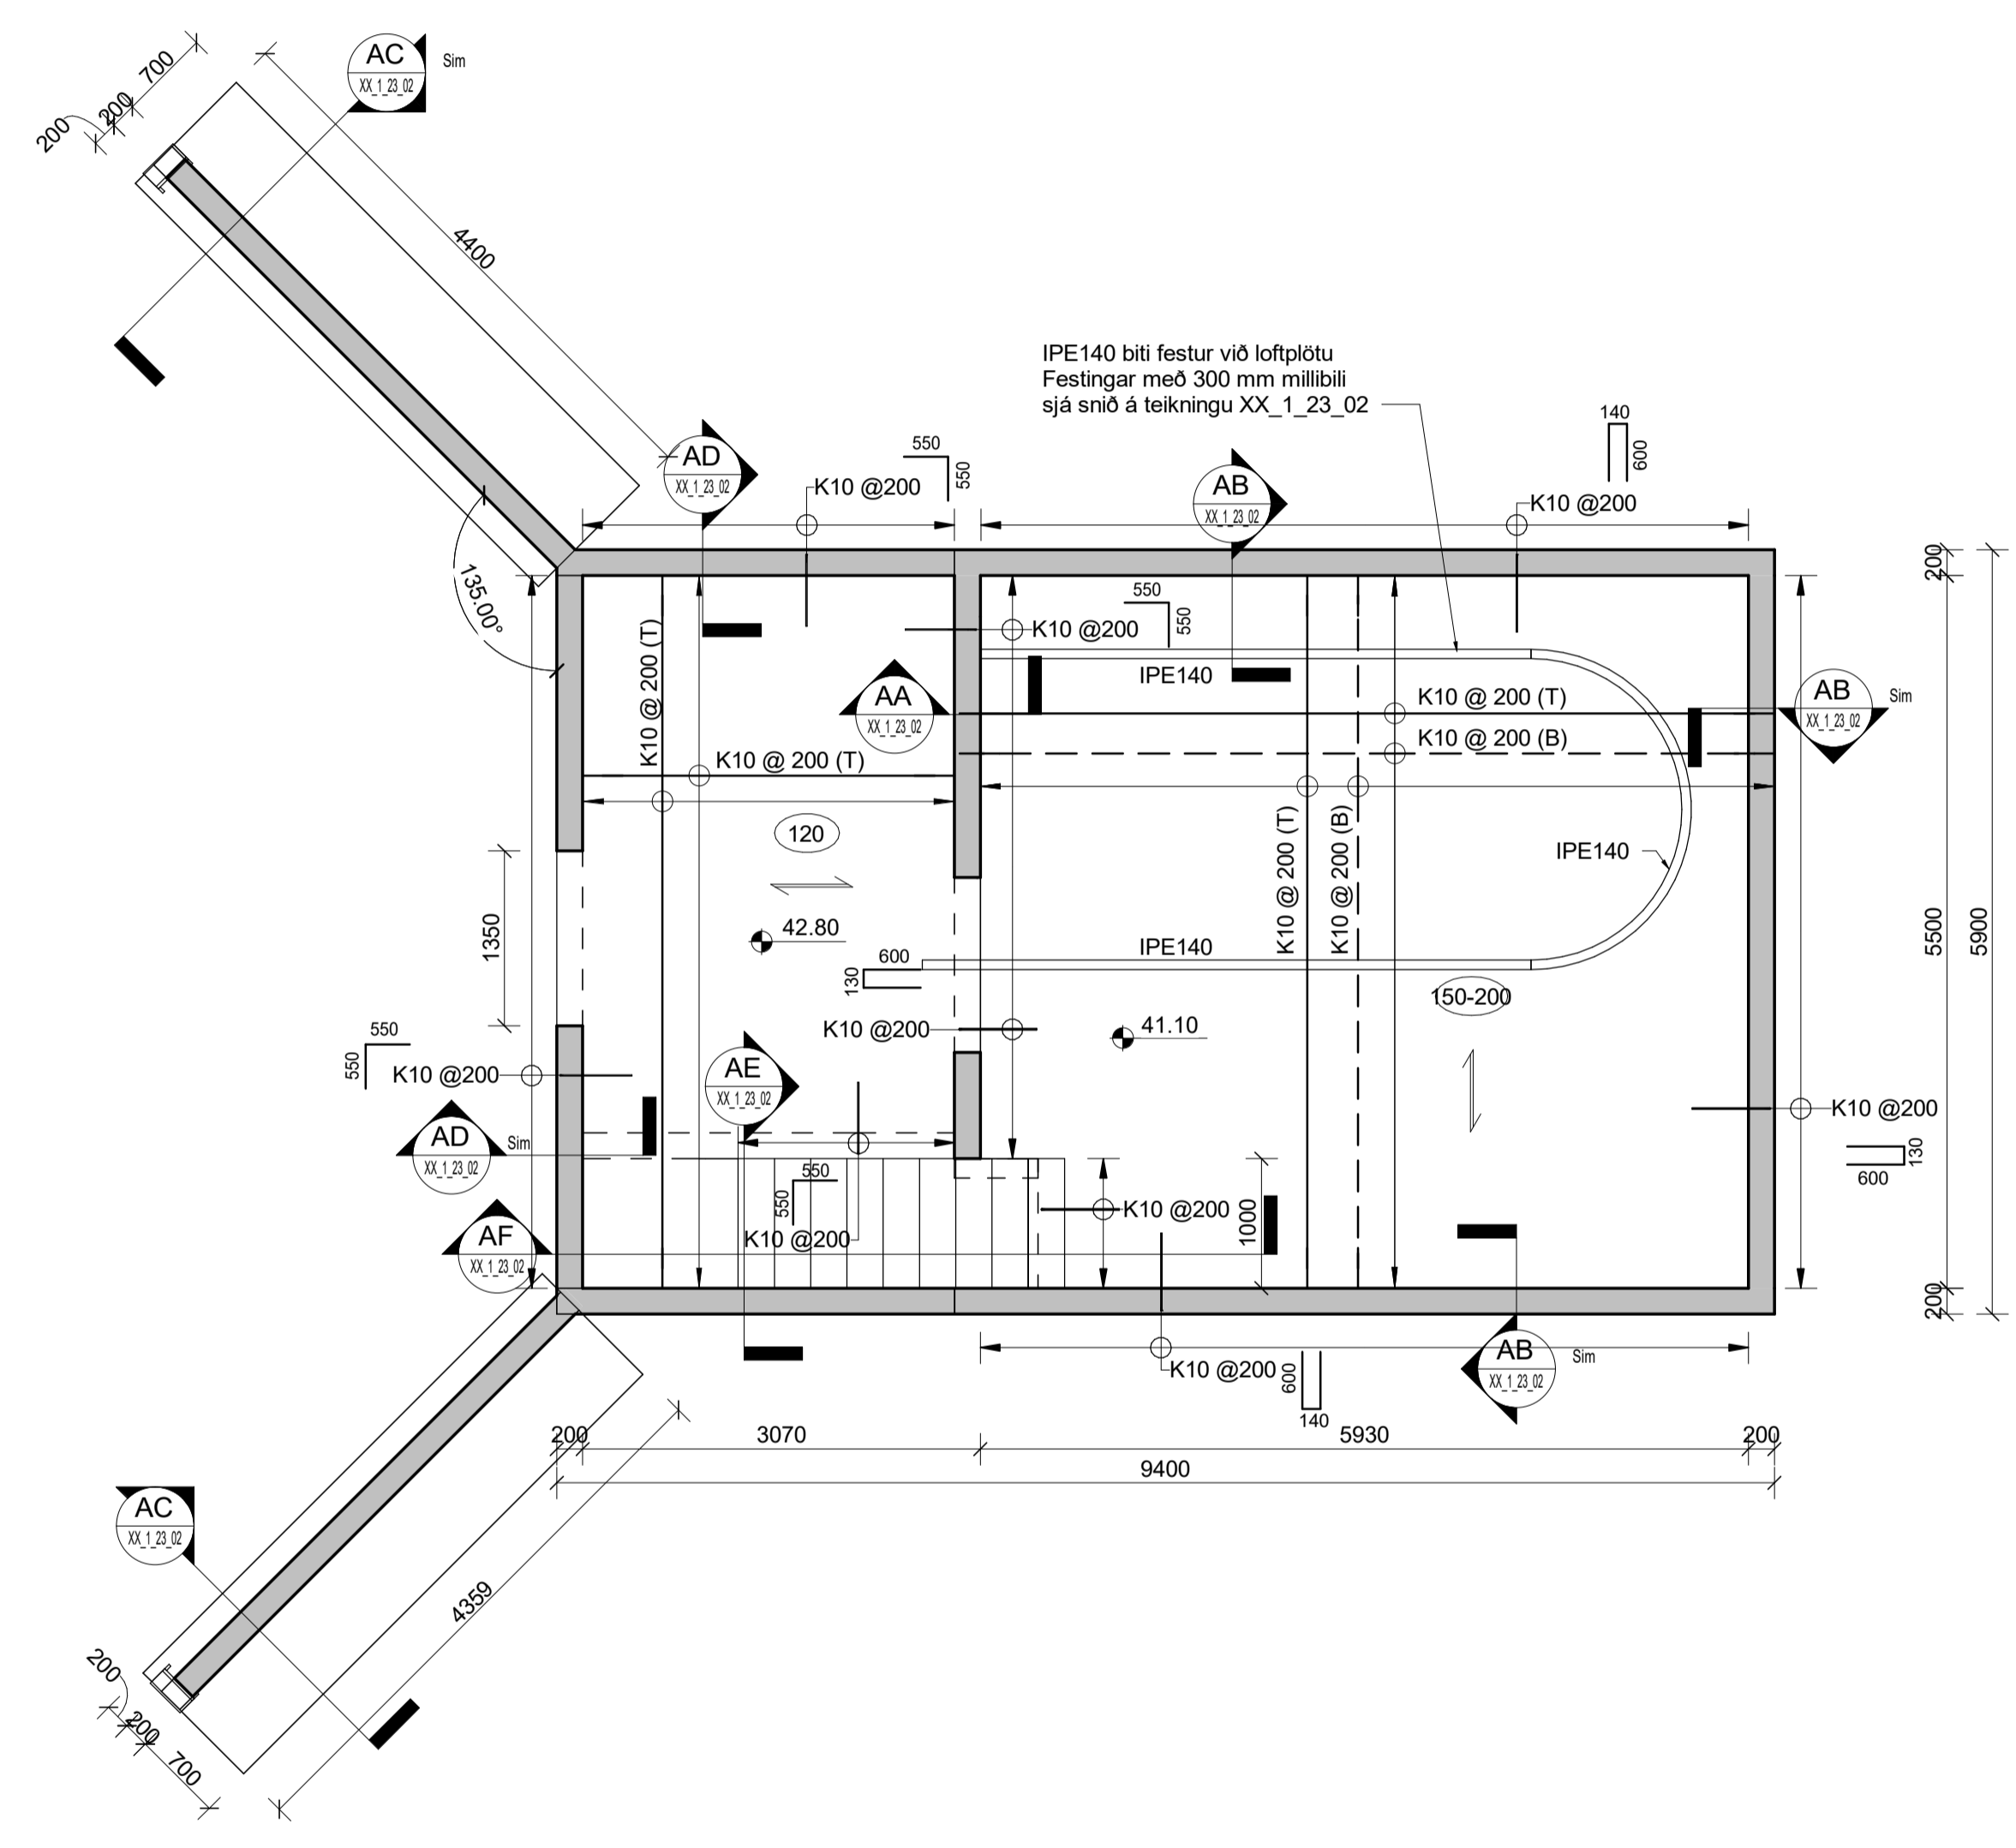 AC
XX_1_23_02
Sim
700
200
200
4400
IPE140 biti festur við loftplötu
Festingar með 300 mm millibili
sjá snið á teikningu XX_1_23_02
140
600
K10 @200
550
550
AD
XX_1_23_02
K10 @200
AB
XX_1_23_02
135.00°
200
550
550
K10 @200
K10 @ 200 (T)
IPE140
AA
XX_1_23_02
K10 @ 200 (T)
K10 @ 200 (B)
AB
XX_1_23_02
Sim
K10 @ 200 (T)
120
K10 @ 200 (T)
K10 @ 200 (B)
IPE140
1350
42.80
IPE140
5500
5900
600
130
150-200
41.10
K10 @200
550
550
K10 @200
AE
XX_1_23_02
AD
XX_1_23_02
Sim
K10 @200
130
600
550
550
K10 @200
K10 @200
1000
AF
XX_1_23_02
200
K10 @200
600
140
AB
XX_1_23_02
Sim
200
3070
5930
200
9400
AC
XX_1_23_02
4359
200
200
700